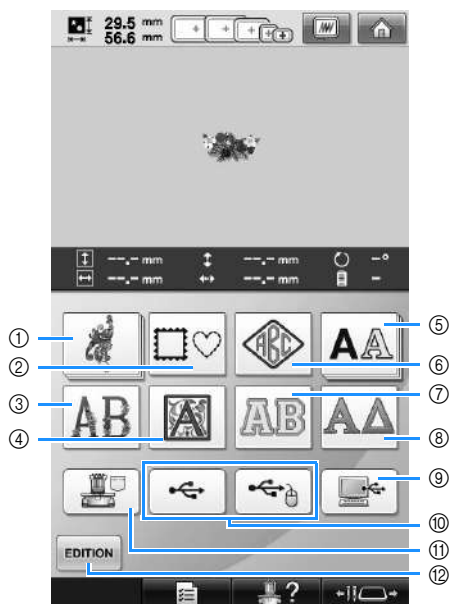 29.5 mm
56.6 mm
--.- mm --.- mm -°
--.- mm --.- mm -
① ② ③ ④ ⑤ ⑥ ⑦ ⑧ ⑨ ⑩ ⑪ ⑫
ABC
A A
AB A AB A Δ
EDITION
?